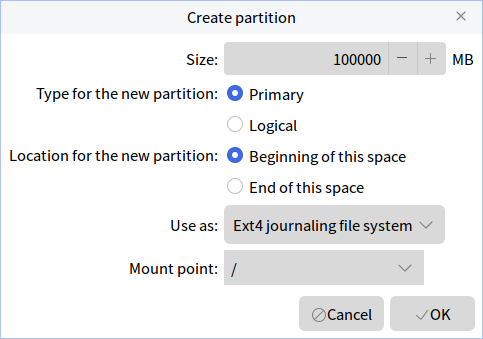 Create partition
Size: 100000 MB
Type for the new partition: Primary
Logical
Location for the new partition: Beginning of this space
End of this space
Use as: Ext4 journaling file system
Mount point: /
Cancel OK